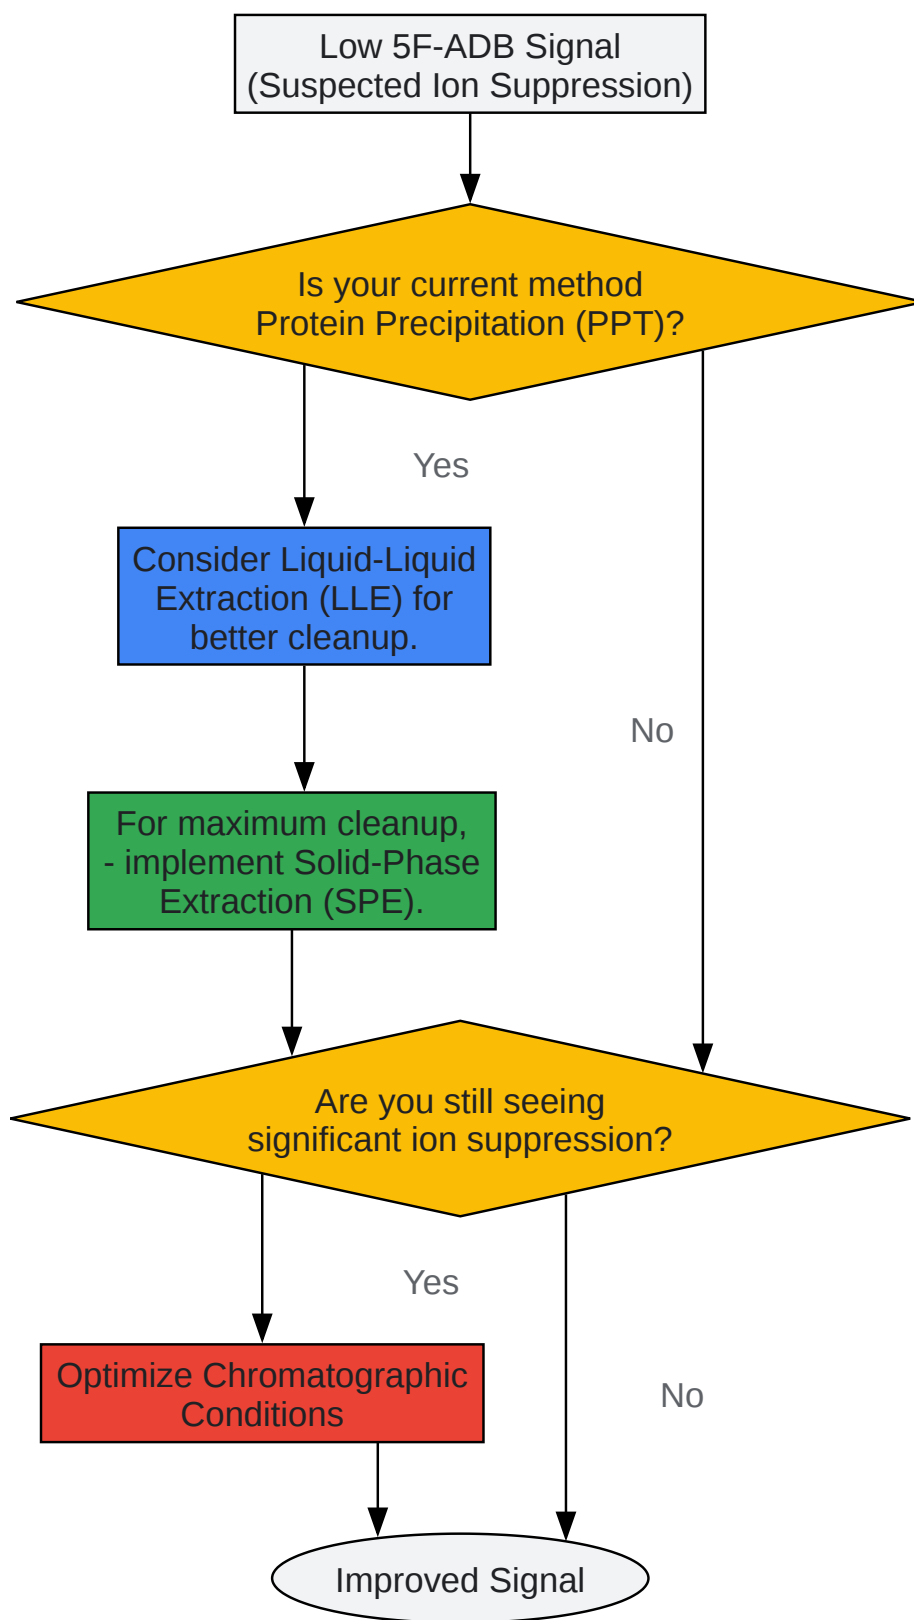 Low 5F-ADB Signal
(Suspected Ion Suppression)
Is your current method
Protein Precipitation (PPT)?
Yes
Consider Liquid-Liquid
Extraction (LLE) for
better cleanup.
No
For maximum cleanup,
- implement Solid-Phase
Extraction (SPE).
Are you still seeing
significant ion suppression?
Yes
Optimize Chromatographic
Conditions
No
Improved Signal